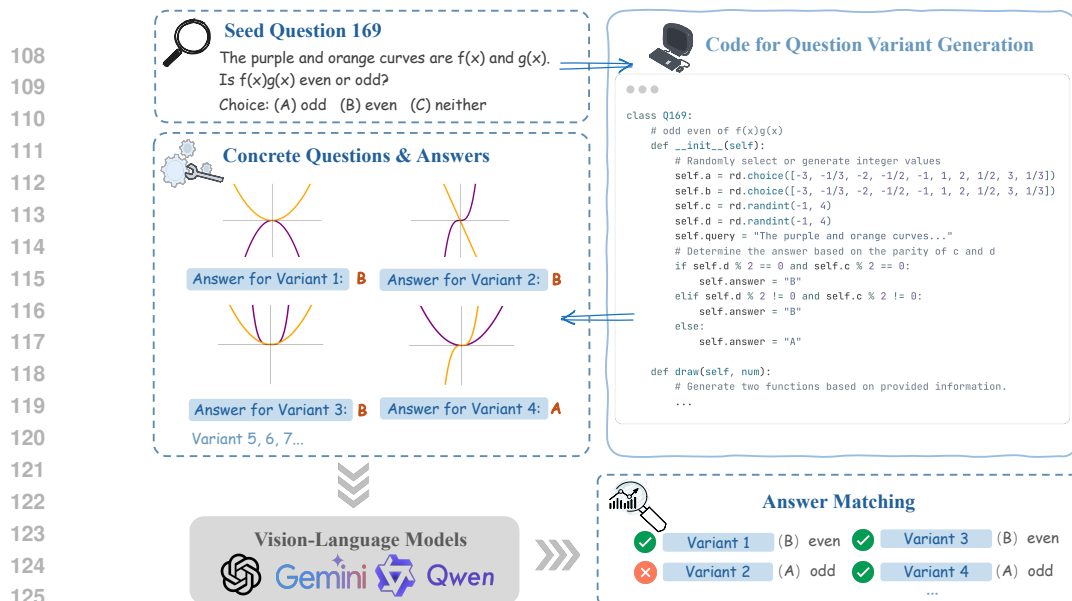 108
109
110
111
112
113
114
115
116
117
118
119
120
121
122
123
124
125
Seed Question 169
The purple and orange curves are f(x) and g(x).
Is f(x)g(x) even or odd?
Choice: (A) odd (B) even (C) neither
Code for Question Variant Generation
class Q169:
# odd even of f(x)g(x)
def __init__(self):
# Randomly select or generate integer values
self.a = rd.choice([-3, -1/3, -2, -1/2, -1, 1, 2, 1/2, 3, 1/3])
self.b = rd.choice([-3, -1/3, -2, -1/2, -1, 1, 2, 1/2, 3, 1/3])
self.c = rd.randint(-1, 4)
self.d = rd.randint(-1, 4)
self.query = "The purple and orange curves..."
# Determine the answer based on the parity of c and d
if self.d % 2 == 0 and self.c % 2 == 0:
self.answer = "B"
elif self.d % 2 != 0 and self.c % 2 != 0:
self.answer = "B"
else:
self.answer = "A"
def draw(self, num):
# Generate two functions based on provided information.
...
Concrete Questions & Answers
Answer for Variant 1: B
Answer for Variant 2: B
Answer for Variant 3: B
Answer for Variant 4: A
Variant 5, 6, 7...
Vision-Language Models
Gemini
Qwen
Answer Matching
Variant 1 (B) even
Variant 3 (B) even
Variant 2 (A) odd
Variant 4 (A) odd
...